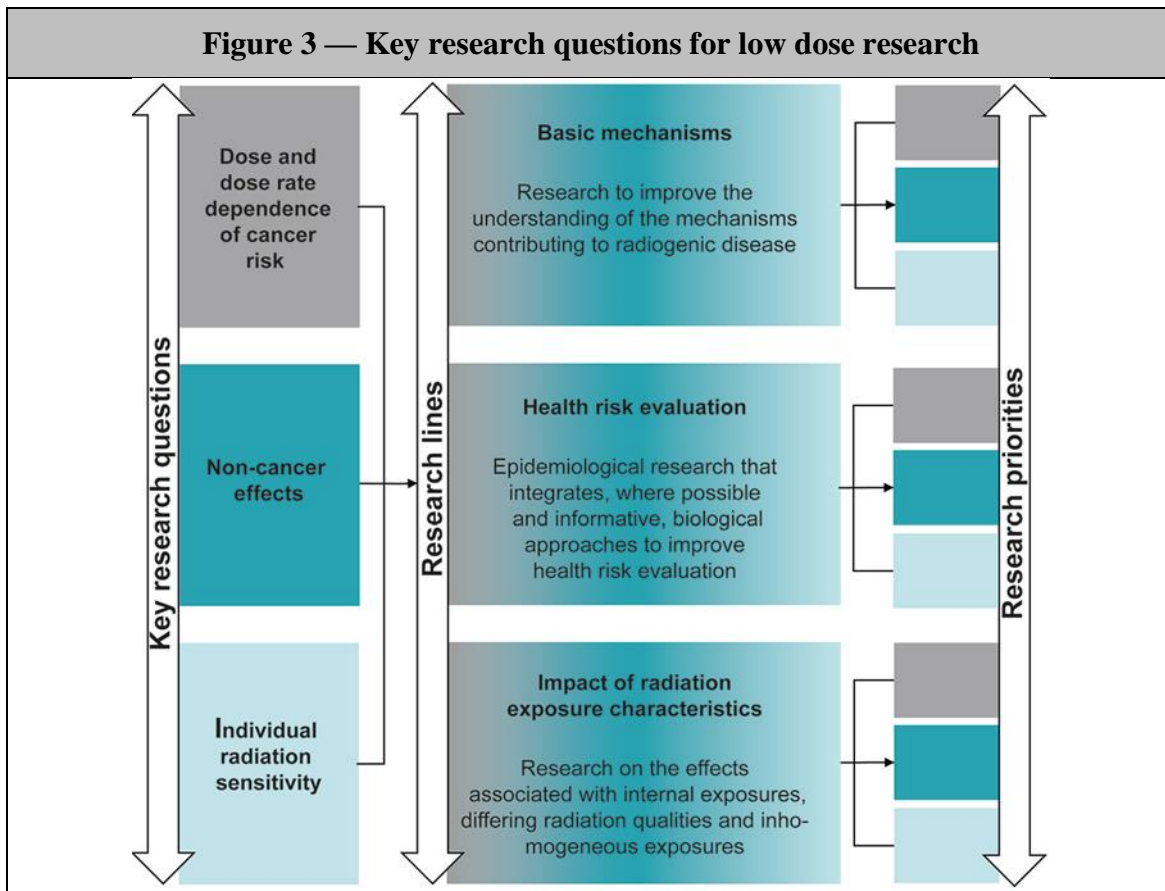 Figure 3 — Key research questions for low dose research
Key research questions
Dose and
dose rate
dependence
of cancer
risk
Non-cancer
effects
Individual
radiation
sensitivity
Research lines
Basic mechanisms
Research to improve the
understanding of the mechanisms
contributing to radiogenic disease
Health risk evaluation
Epidemiological research that
integrates, where possible
and informative, biological
approaches to improve
health risk evaluation
Impact of radiation
exposure characteristics
Research on the effects
associated with internal exposures,
differing radiation qualities and inho-
mogeneous exposures
Research priorities